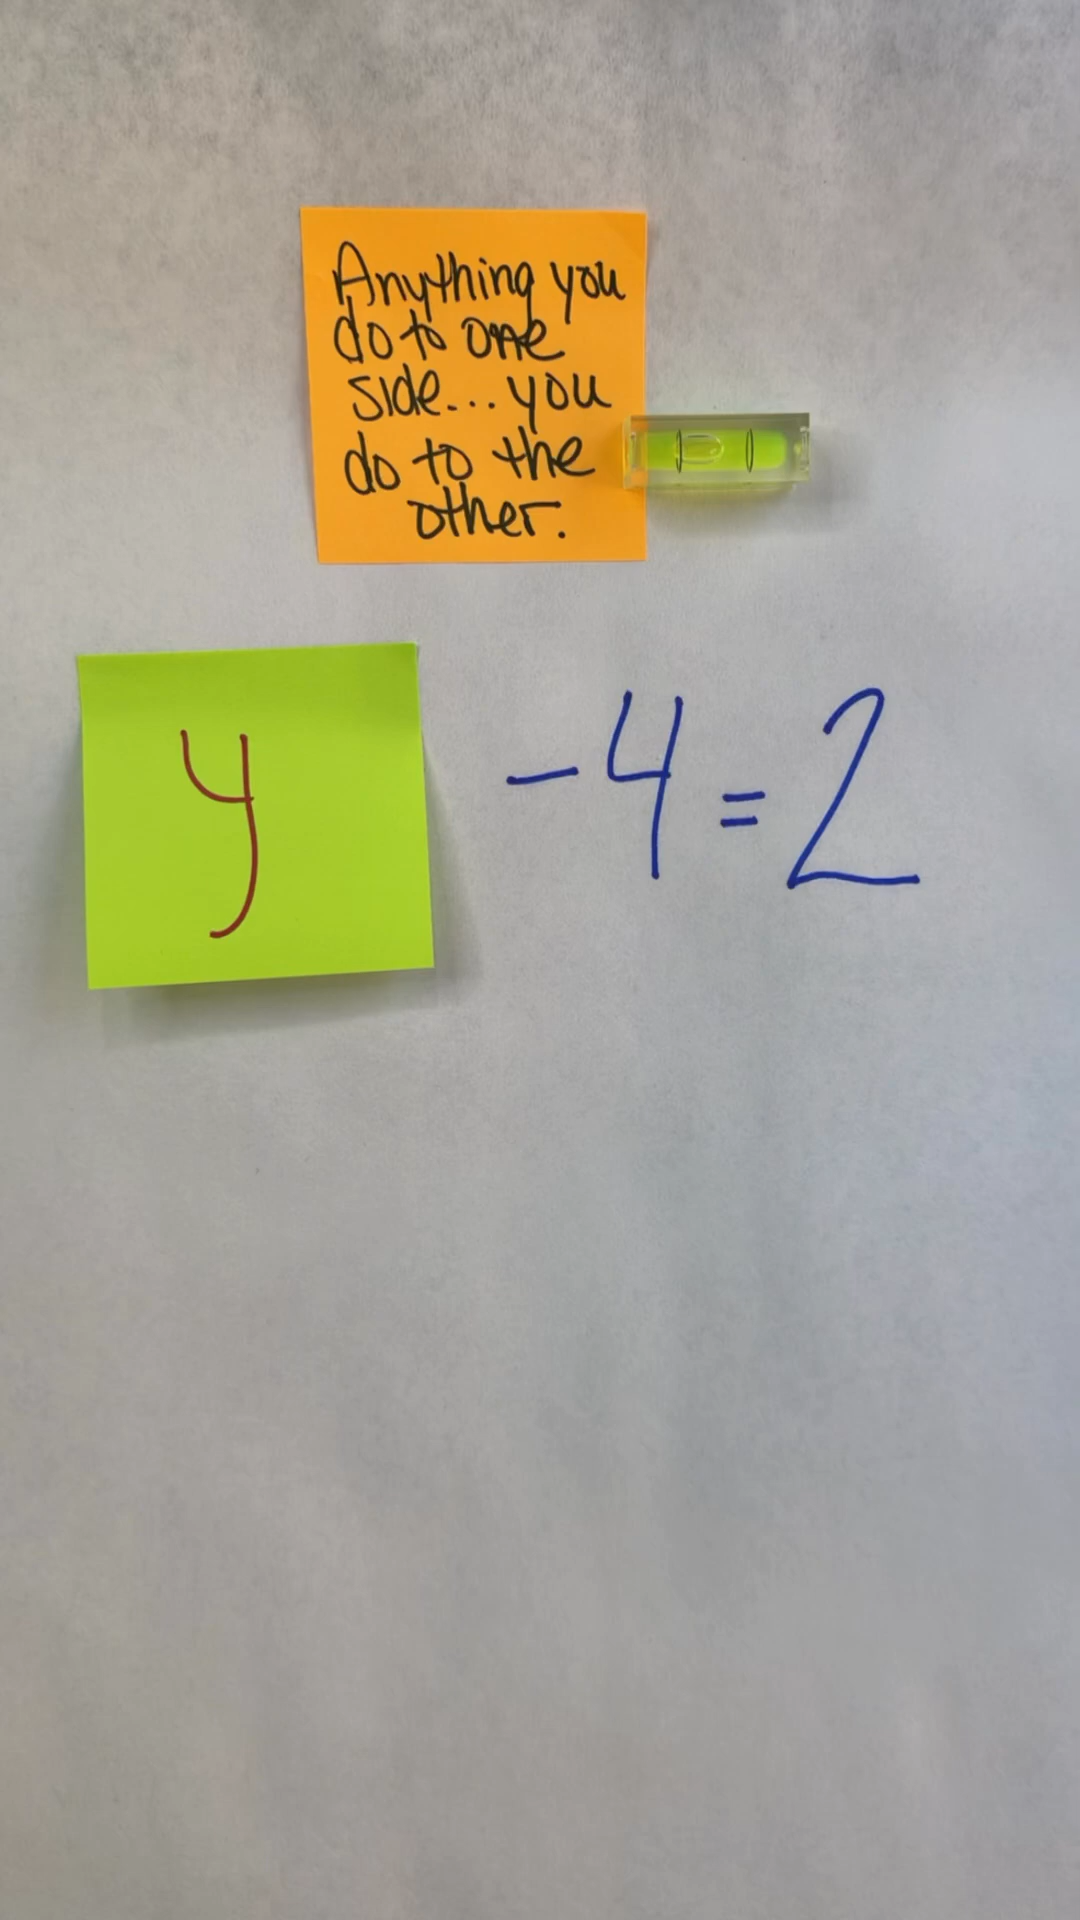 Anything you
do to one
side... you
do to the
other.
y -4=2